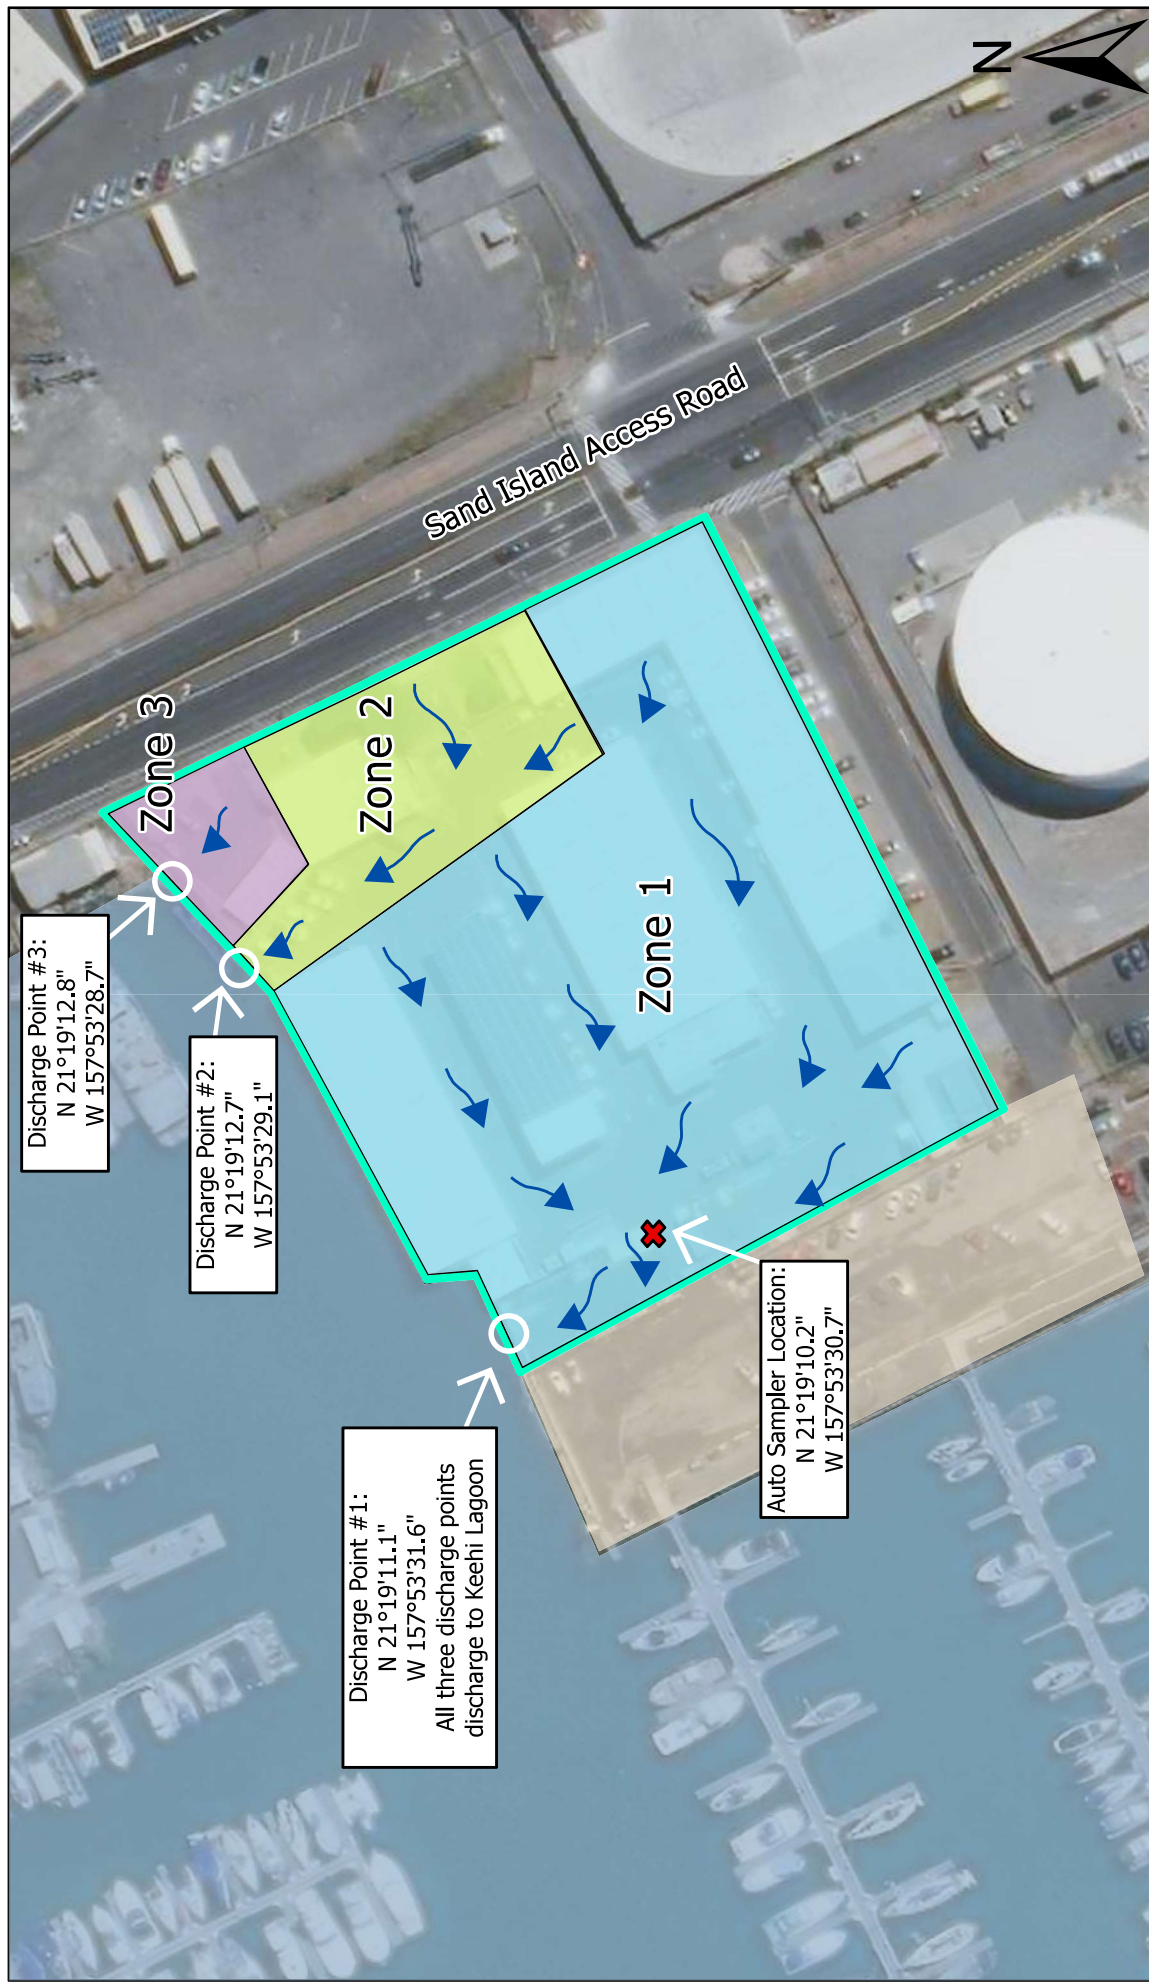 N
Discharge Point #3:
N 21°19'12.8"
W 157°53'28.7"
Discharge Point #2:
N 21°19'12.7"
W 157°53'29.1"
Discharge Point #1:
N 21°19'11.1"
W 157°53'31.6"
All three discharge points
discharge to Keehi Lagoon
Auto Sampler Location:
N 21°19'10.2"
W 157°53'30.7"
Zone 3
Zone 2
Zone 1
Sand Island Access Road